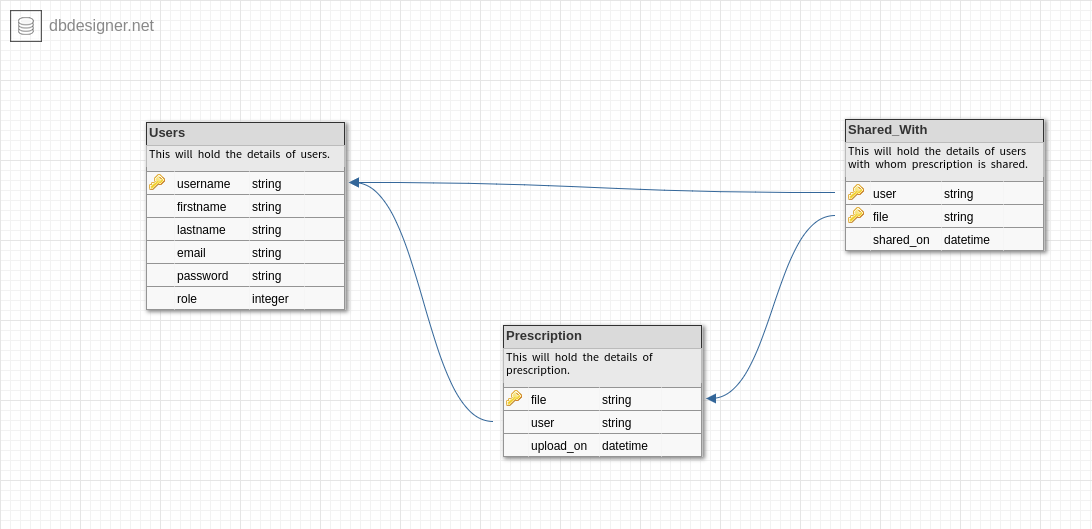 dbdesigner.net
Users
This will hold the details of users.
username string
firstname string
lastname string
email string
password string
role integer
Shared_With
This will hold the details of users
with whom prescription is shared.
user string
file string
shared_on datetime
Prescription
This will hold the details of
prescription.
file string
user string
upload_on datetime